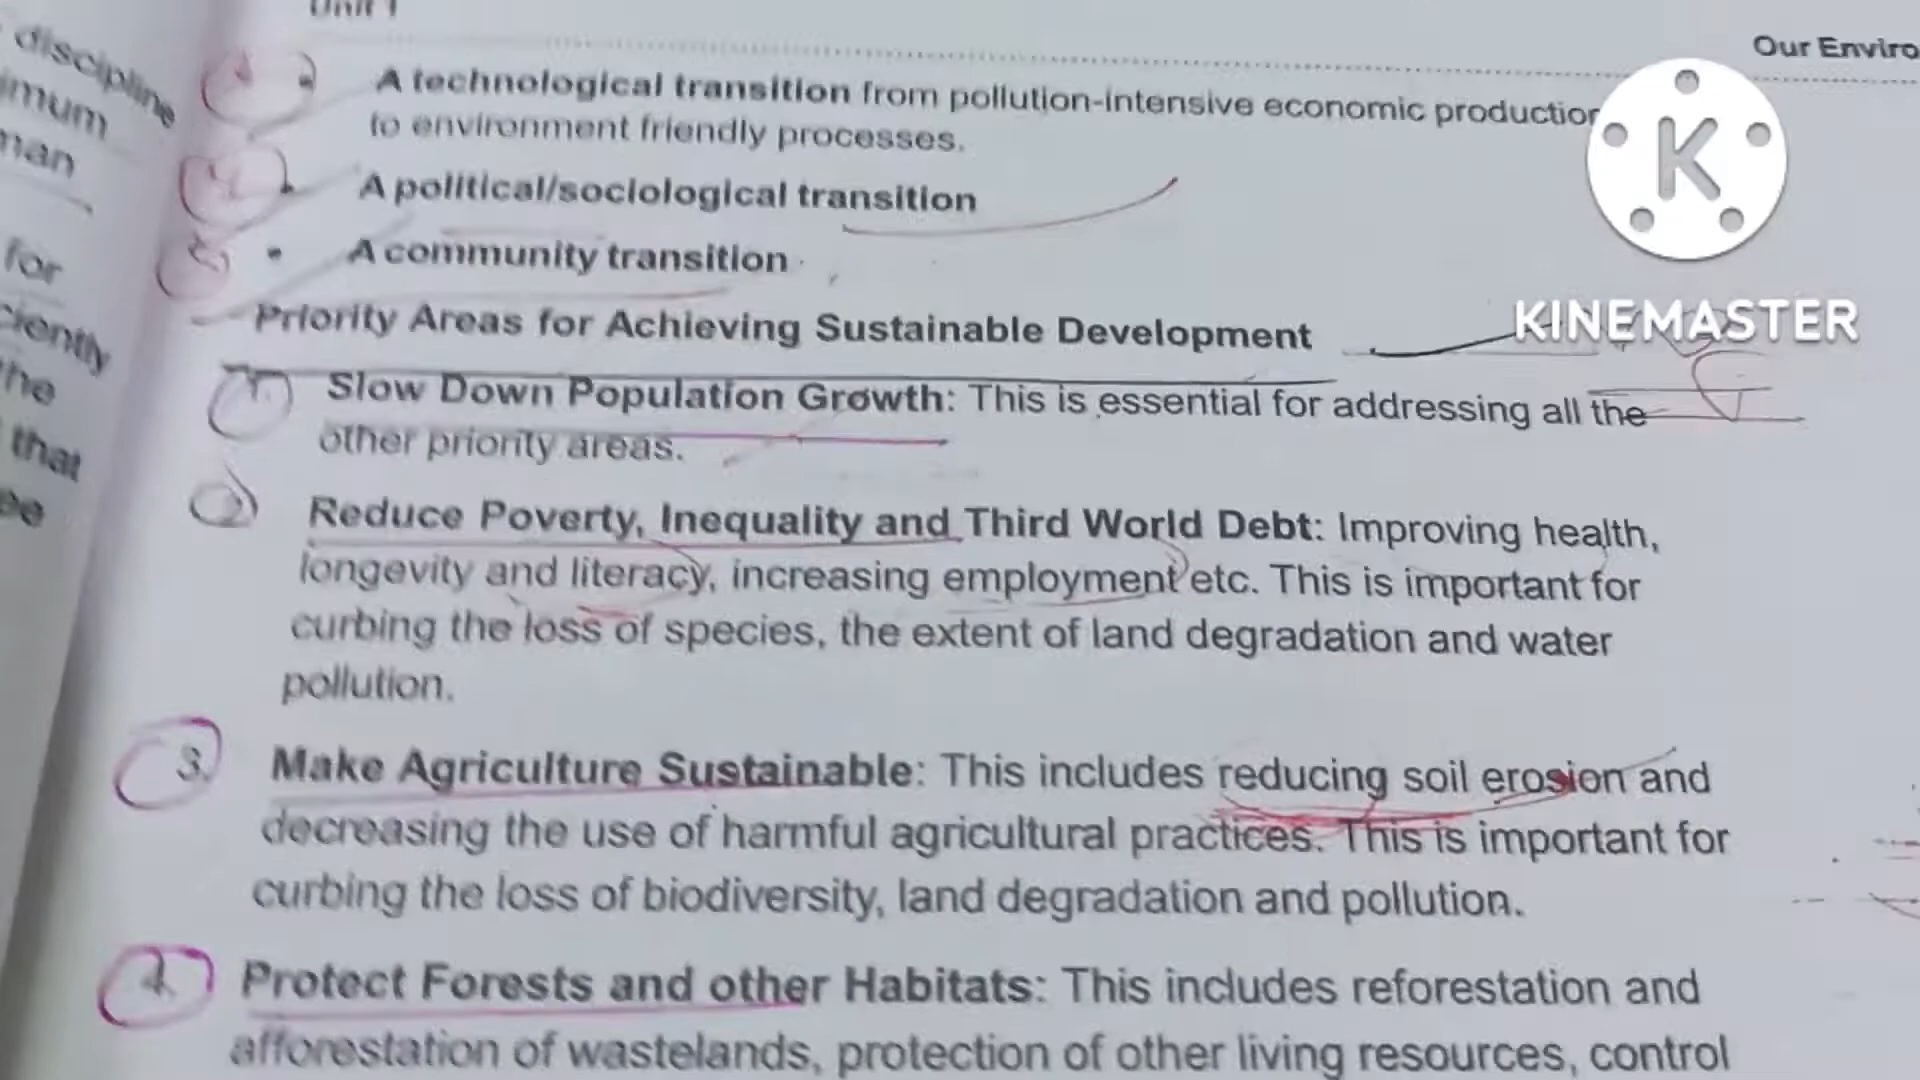 Unit 1
Our Enviro
discipline
imum
man
for
ciently
the
that
A technological transition from pollution-intensive economic production
to environment friendly processes.
A political/sociological transition
A community transition
Priority Areas for Achieving Sustainable Development
1. Slow Down Population Growth: This is essential for addressing all the
other priority areas.
2 Reduce Poverty, Inequality and Third World Debt: Improving health,
longevity and literacy, increasing employment etc. This is important for
curbing the loss of species, the extent of land degradation and water
pollution.
3. Make Agriculture Sustainable: This includes reducing soil erosion and
decreasing the use of harmful agricultural practices. This is important for
curbing the loss of biodiversity, land degradation and pollution.
Protect Forests and other Habitats: This includes reforestation and
afforestation of wastelands, protection of other living resources, control
K
KINEMASTER